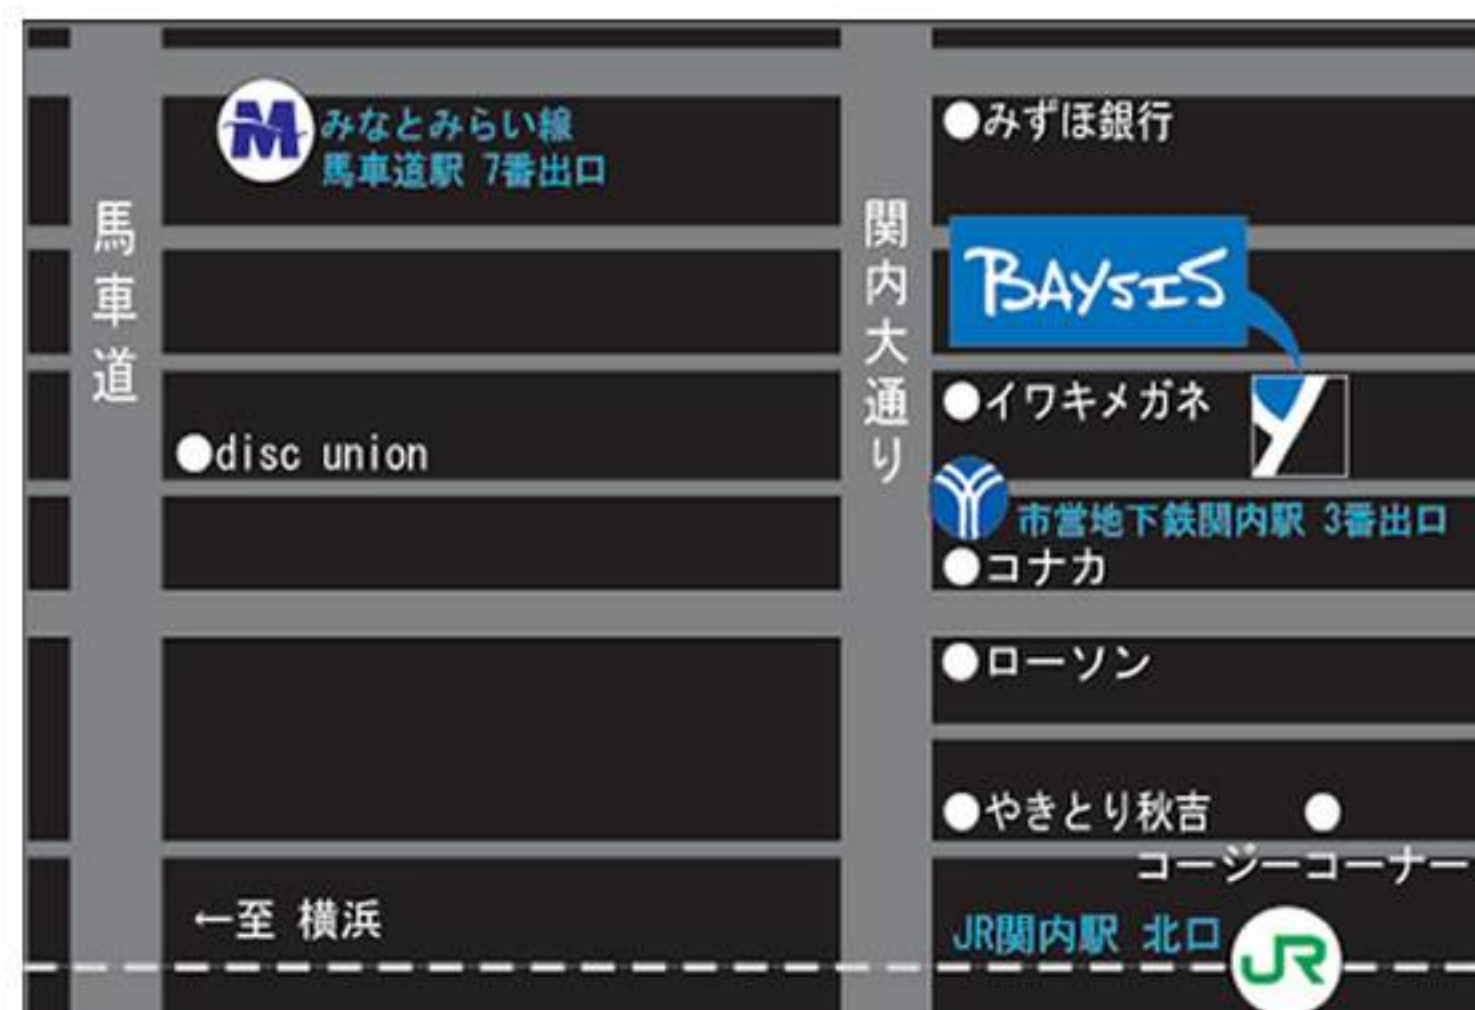 みなとみらい線
馬車道駅 7番出口
みずほ銀行
馬車道
関内大通り
BAYSIS
イワキメガネ
disc union
市営地下鉄関内駅 3番出口
コナカ
ローソン
やきとり秋吉
コージーコーナー
←至 横浜
JR関内駅 北口
JR